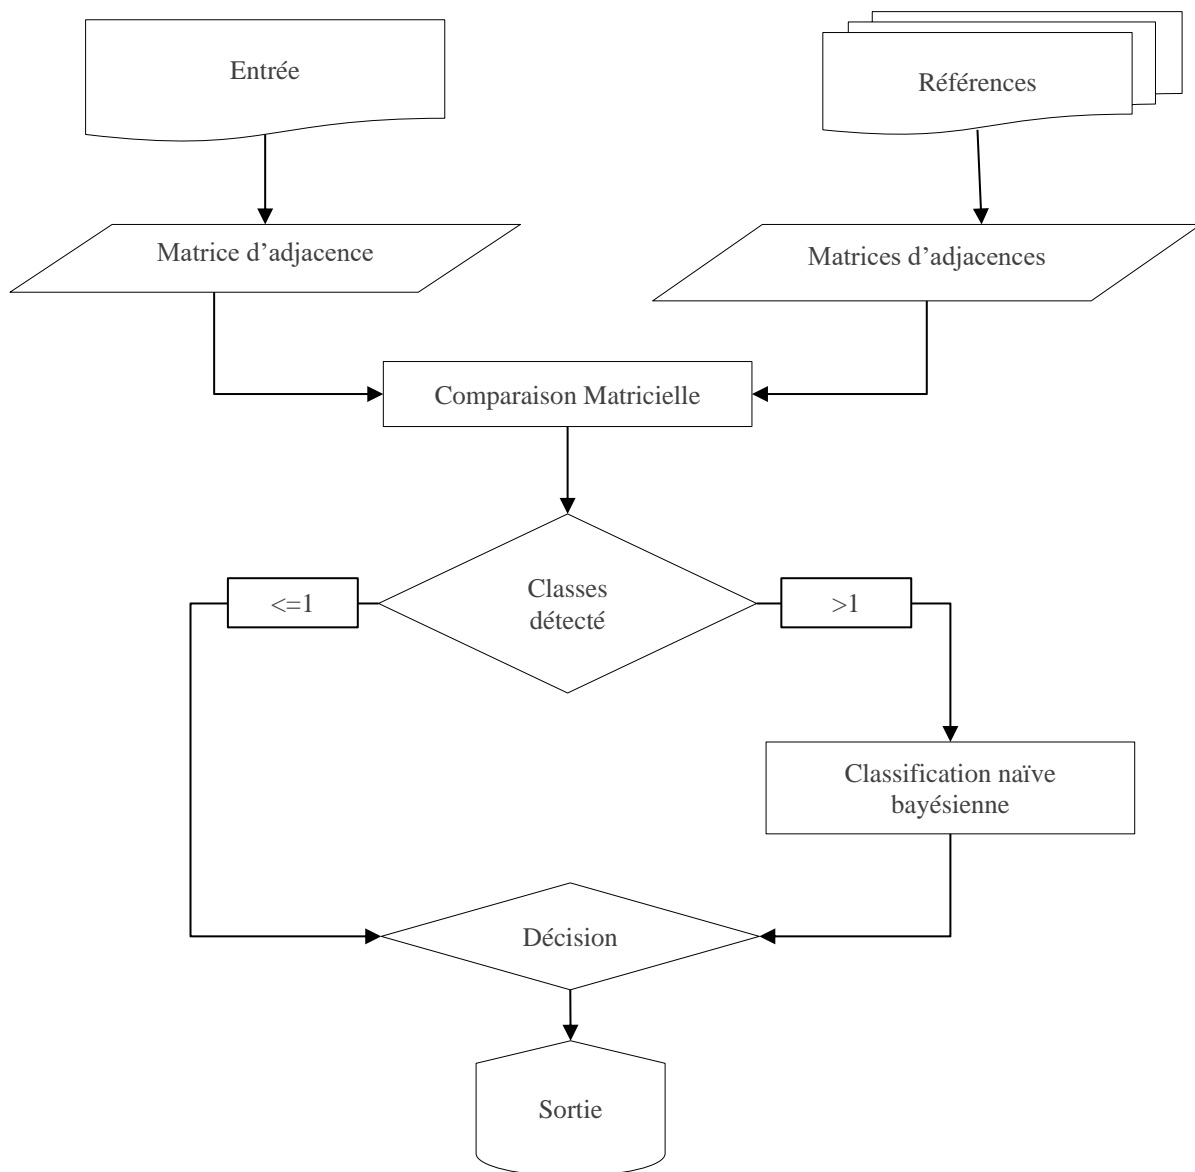 Entrée
Références
Matrice d’adjacence
Matrices d’adjacences
Comparaison Matricielle
Classes
détecté
<=1
>1
Classification naïve
bayésienne
Décision
Sortie